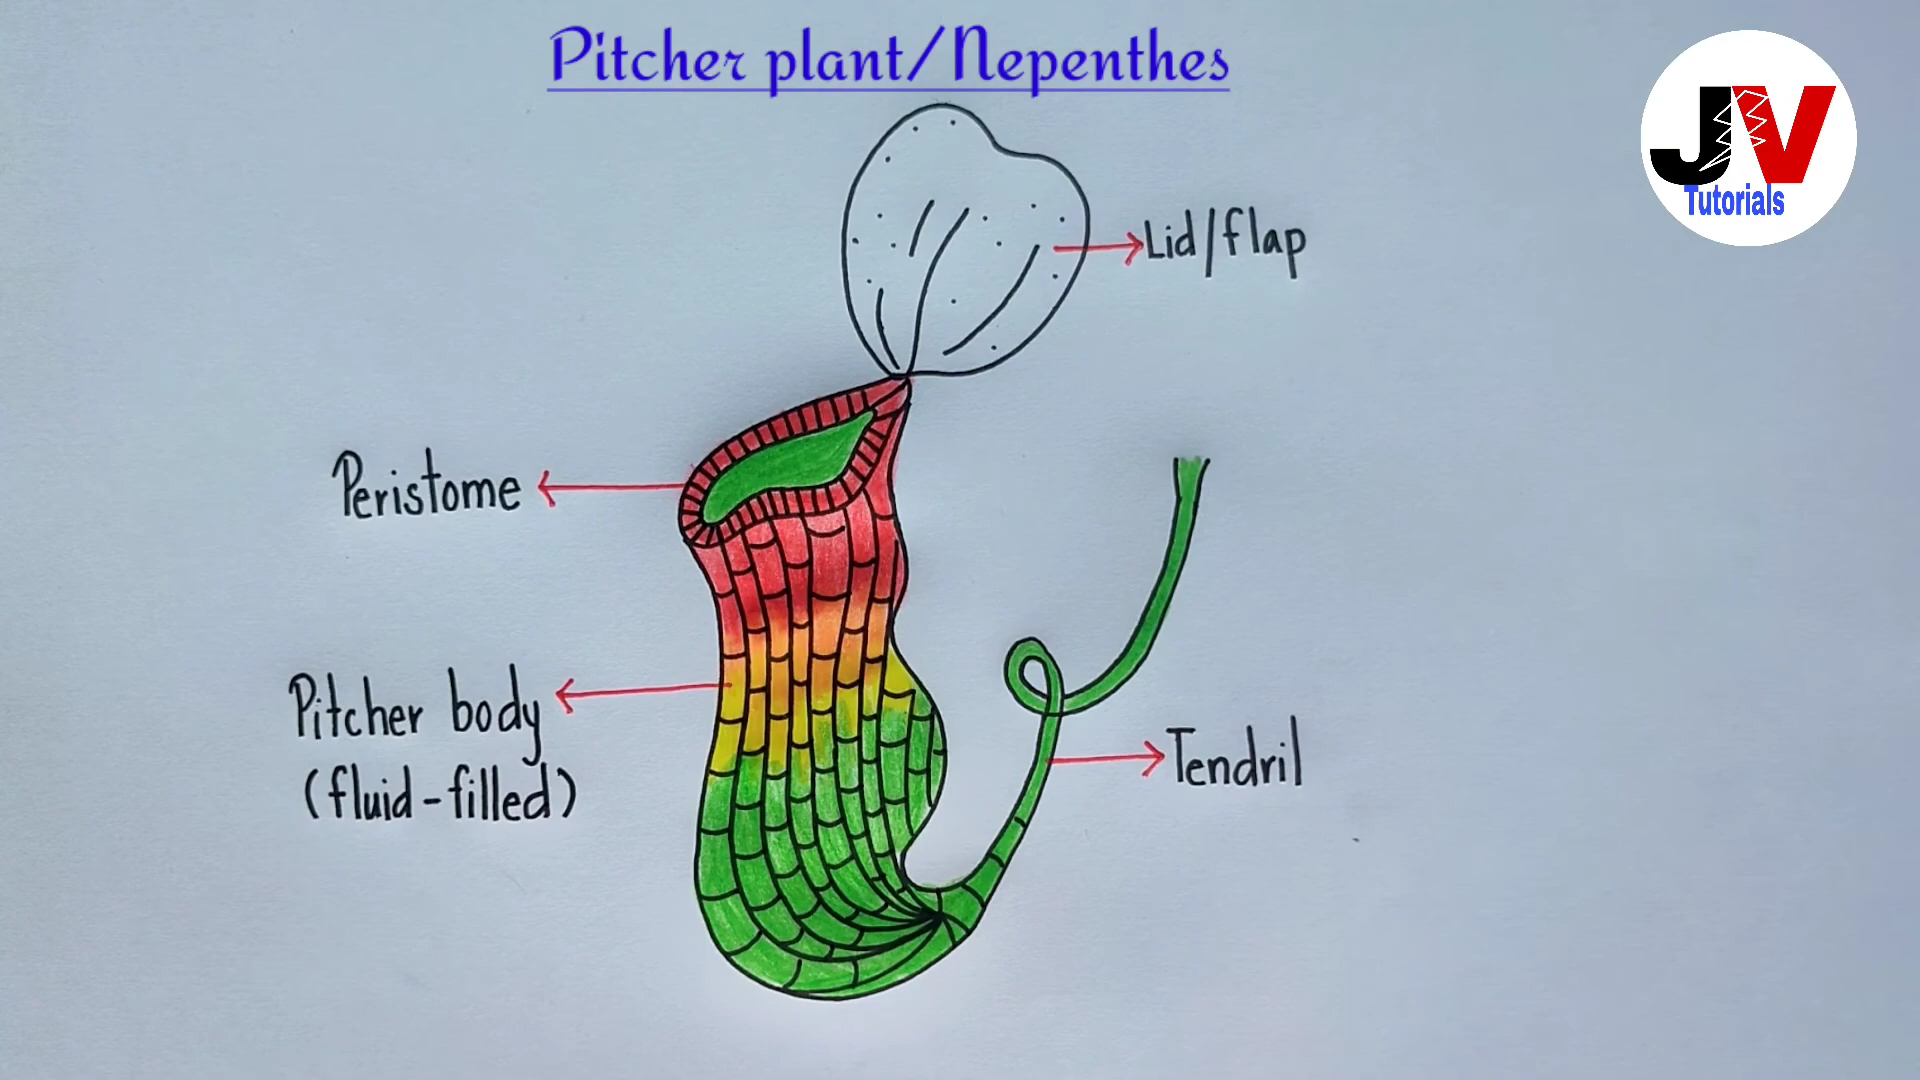 Pitcher plant/Nepenthes
JV
Tutorials
Lid/flap
Peristome
Pitcher body
(fluid-filled)
Tendril